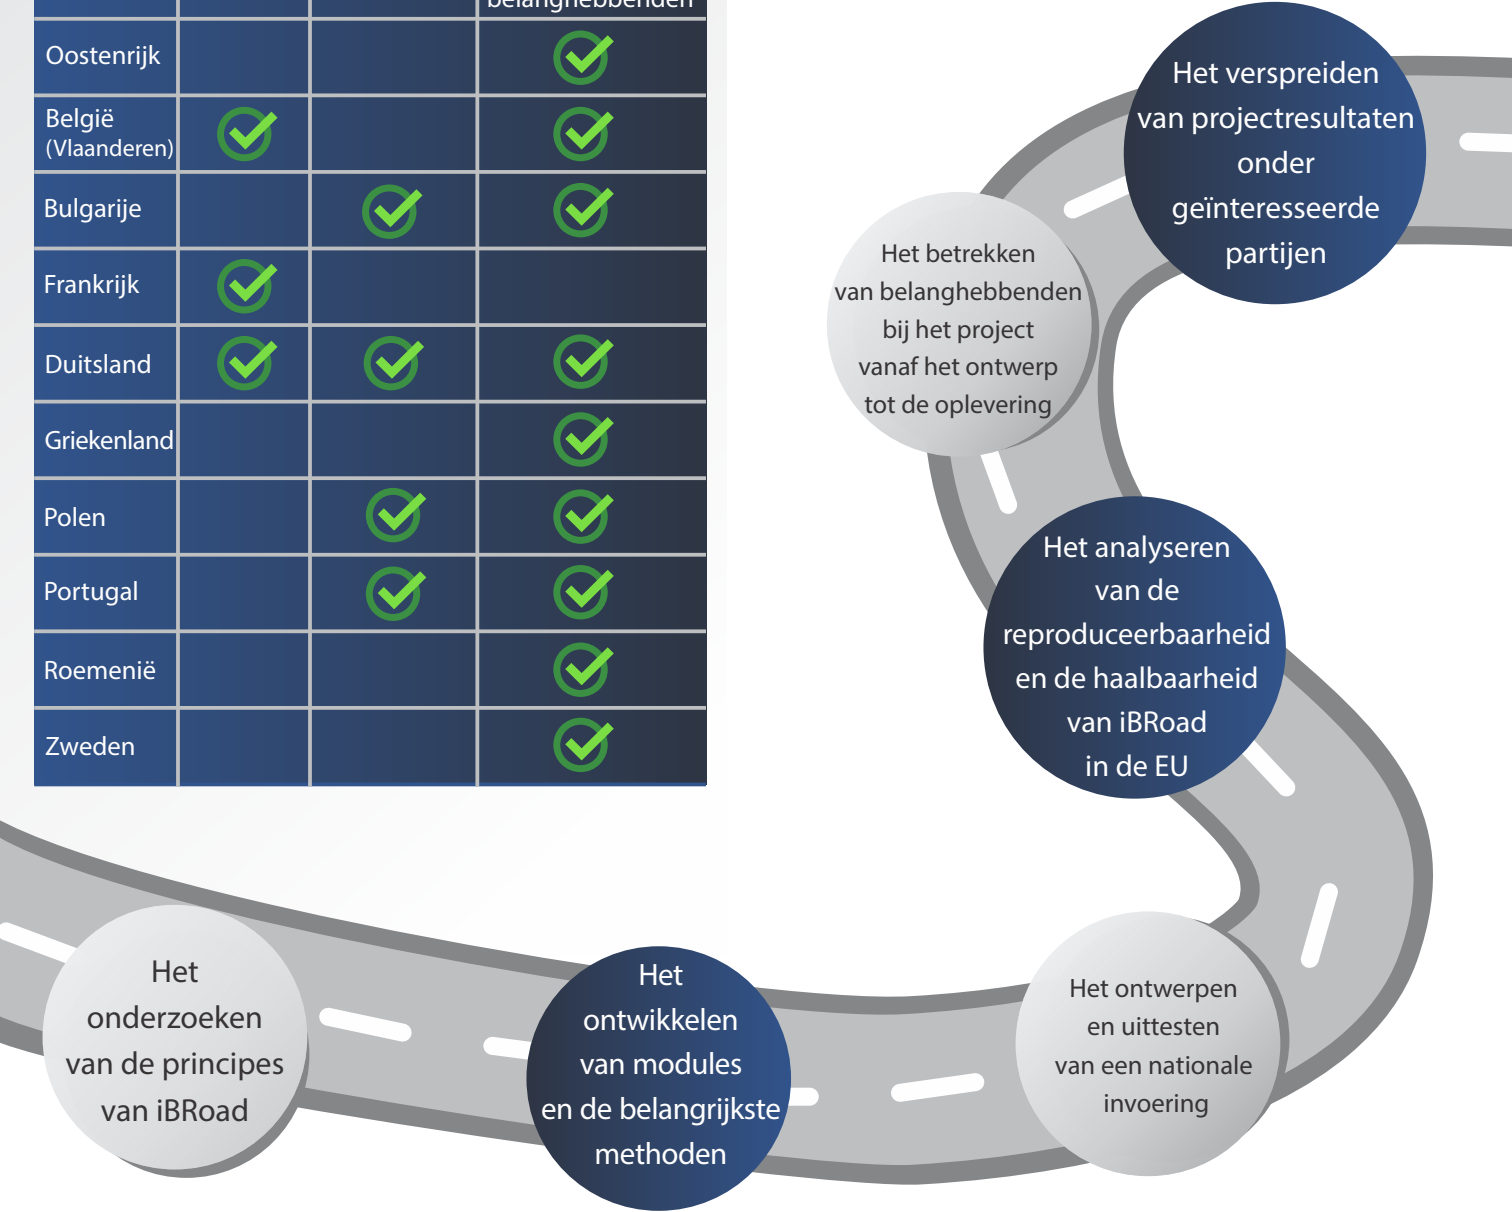 belanghebbenden
Oostenrijk
België
(Vlaanderen)
Bulgarije
Frankrijk
Duitsland
Griekenland
Polen
Portugal
Roemenië
Zweden
Het verspreiden
van projectresultaten
onder
geïnteresseerde
partijen
Het betrekken
van belanghebbenden
bij het project
vanaf het ontwerp
tot de oplevering
Het analyseren
van de
reproduceerbaarheid
en de haalbaarheid
van iBRoad
in de EU
Het
onderzoeken
van de principes
van iBRoad
Het
ontwikkelen
van modules
en de belangrijkste
methoden
Het ontwerpen
en uittesten
van een nationale
invoering